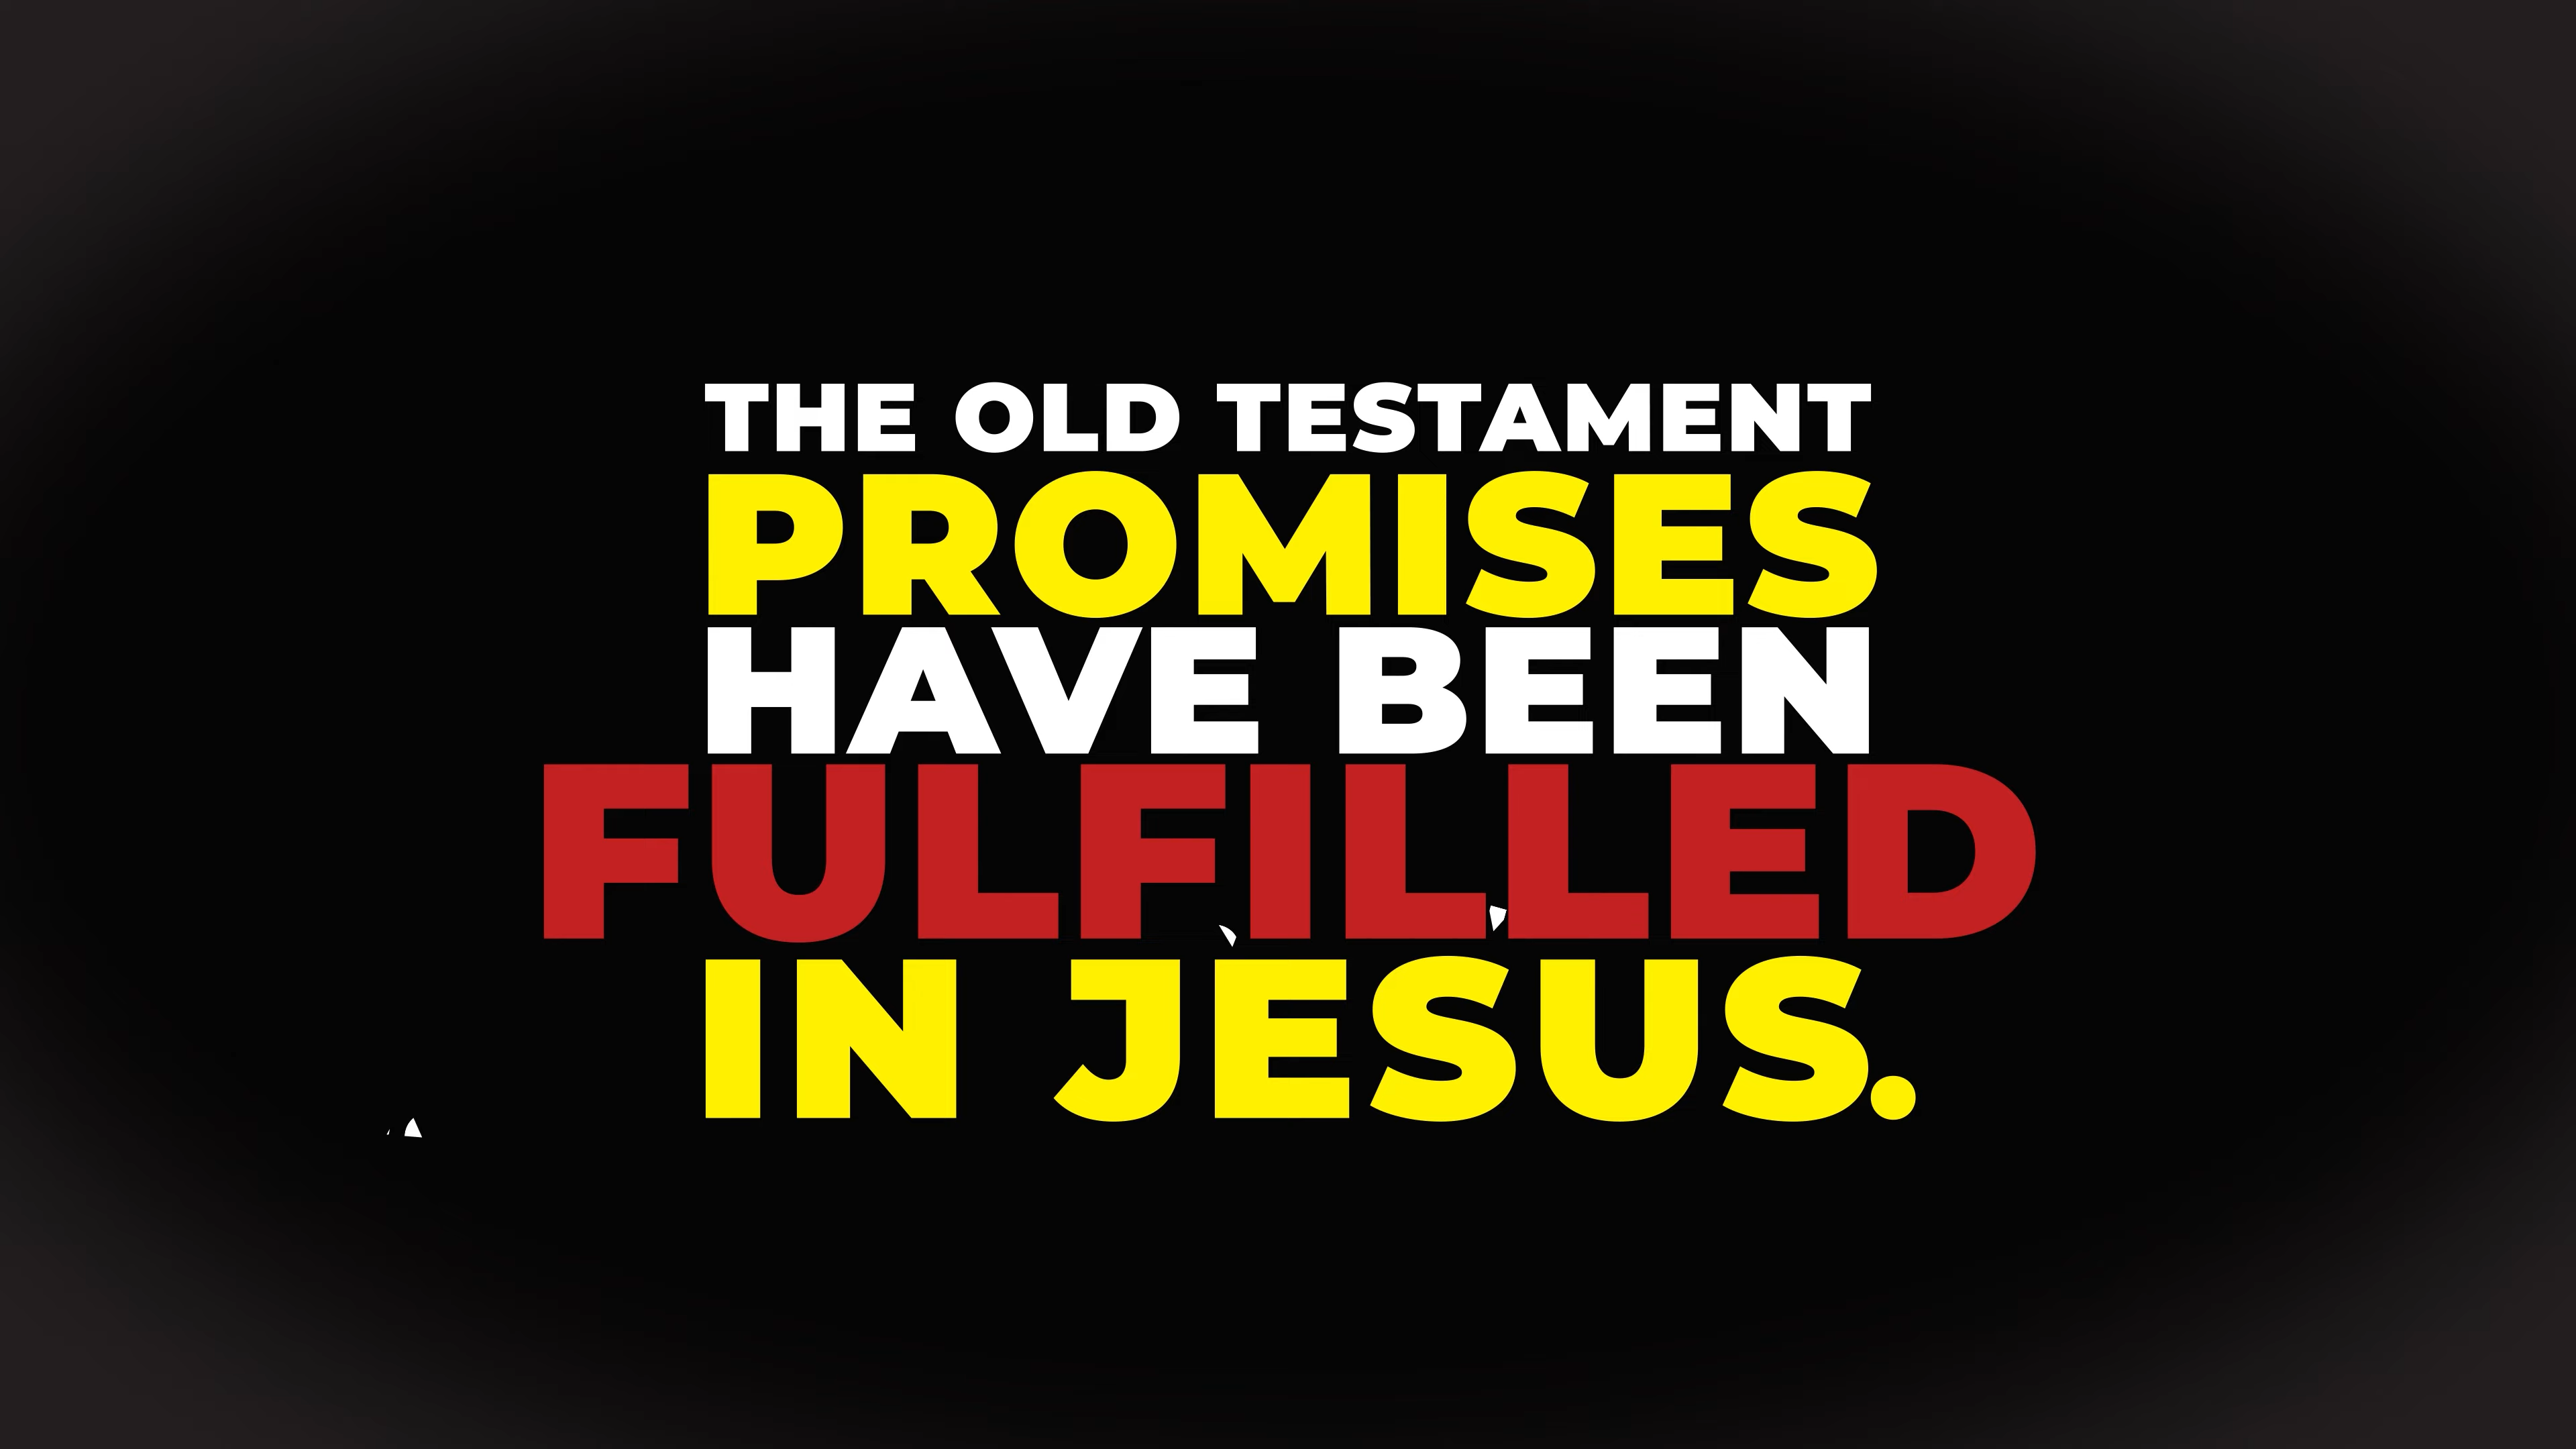 THE OLD TESTAMENT
PROMISES
HAVE BEEN
FULFILLED
IN JESUS.